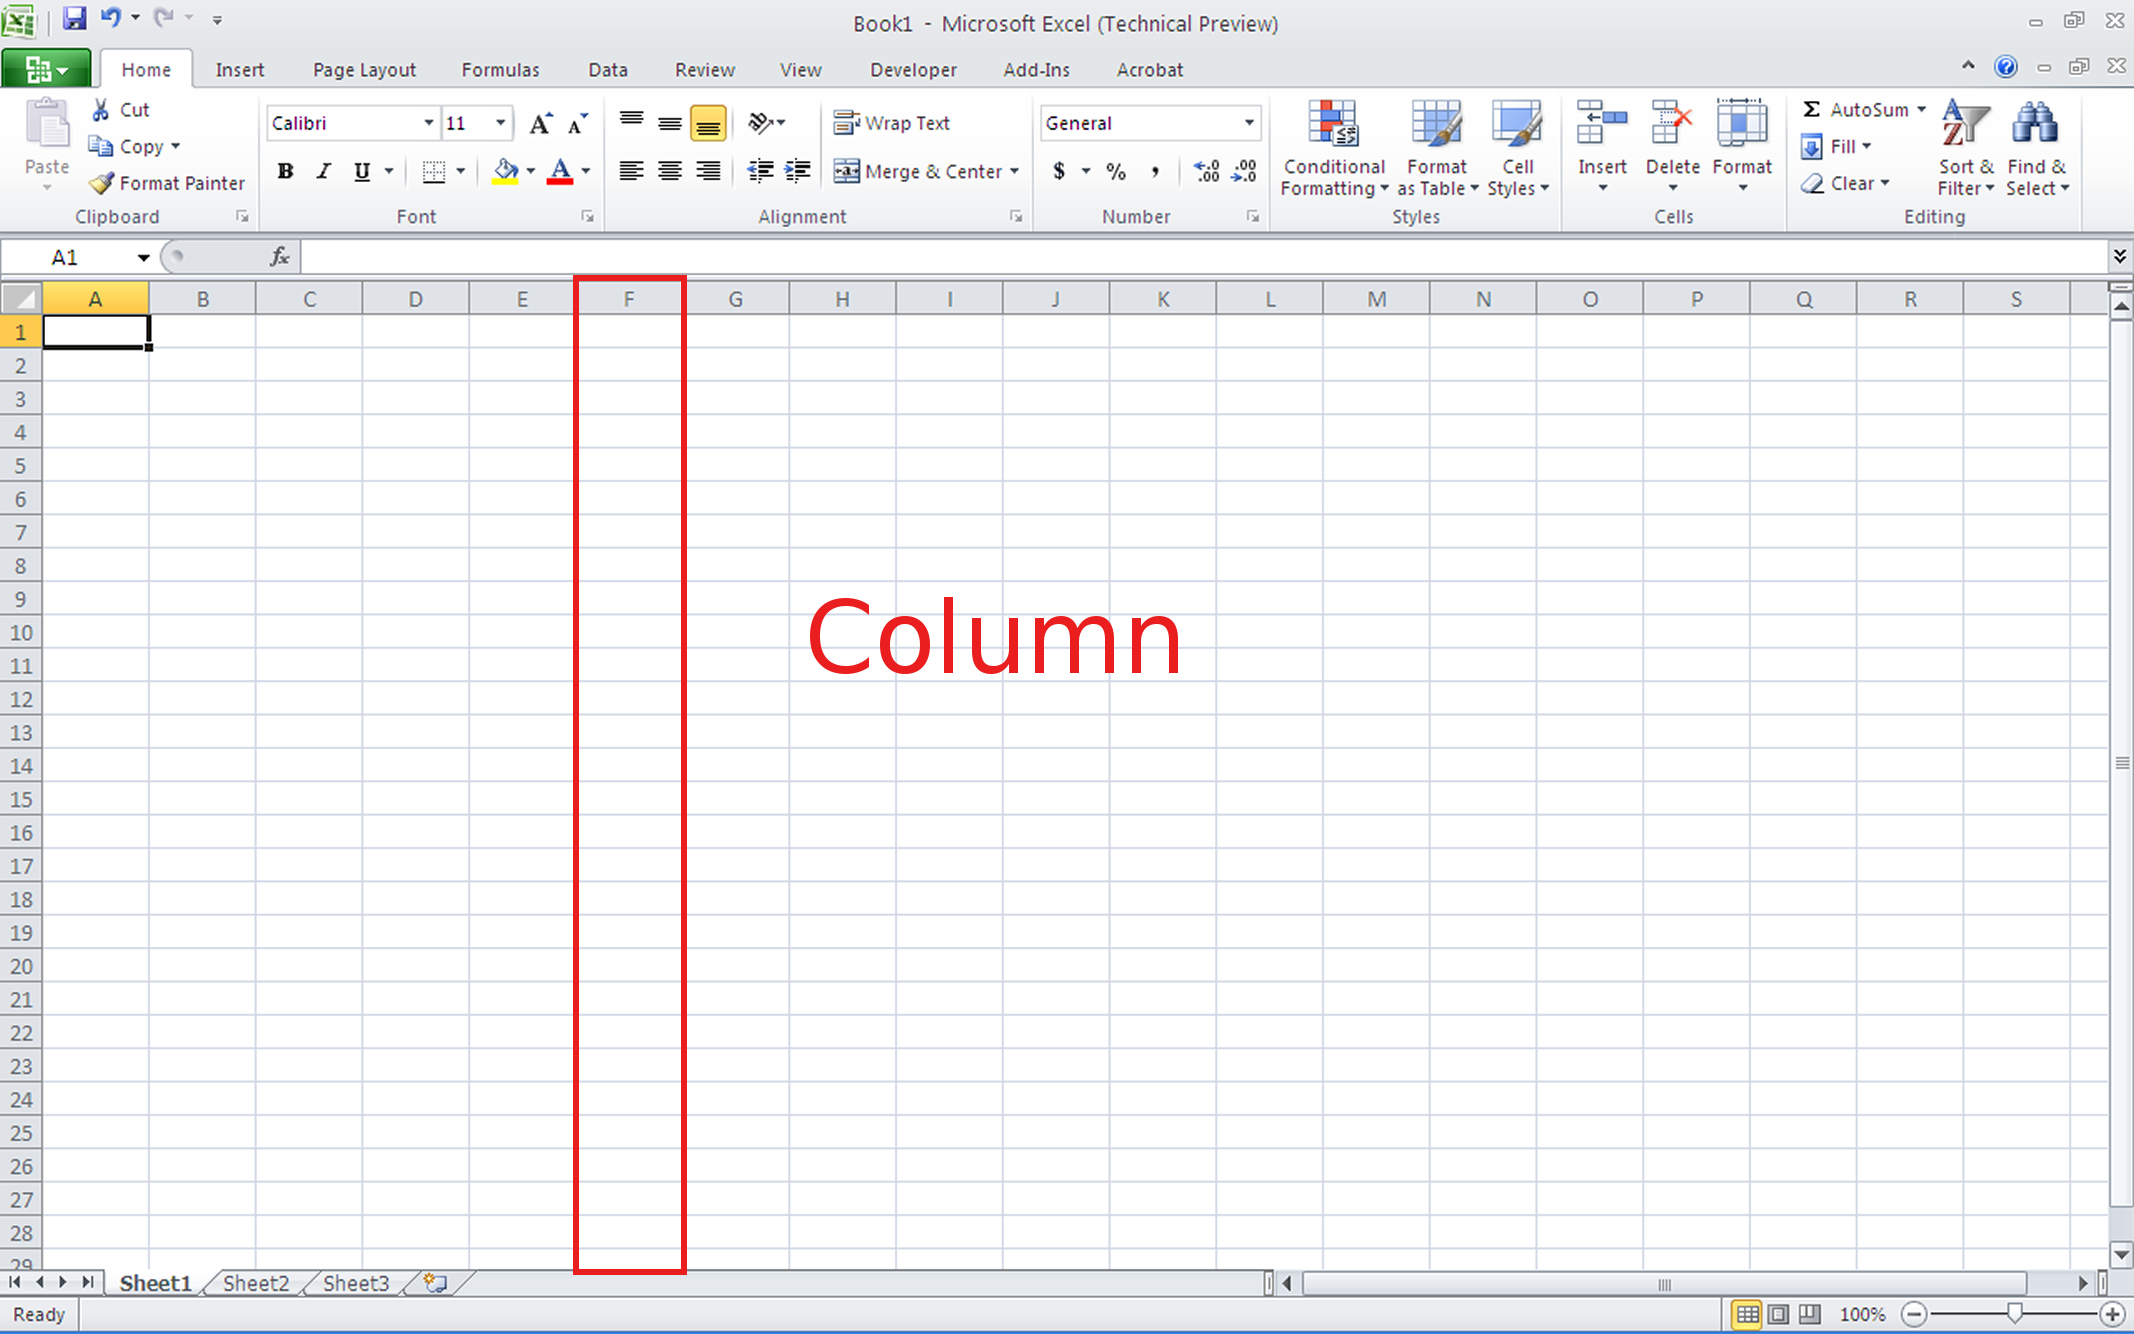 Book1 - Microsoft Excel (Technical Preview)
Home Insert Page Layout Formulas Data Review View Developer Add-Ins Acrobat
Paste
Cut
Copy
Format Painter
Clipboard
Calibri 11
B I U
Font
Wrap Text
Merge & Center
Alignment
General
$ % ,
Number
Conditional Formatting
Format as Table
Cell Styles
Styles
Insert Delete Format
Cells
Σ AutoSum
Fill
Clear
Sort & Filter
Find & Select
Editing
A1 fx
A B C D E F G H I J K L M N O P Q R S
1
2
3
4
5
6
7
8
9
Column
10
11
12
13
14
15
16
17
18
19
20
21
22
23
24
25
26
27
28
29
Sheet1 Sheet2 Sheet3
Ready 100%